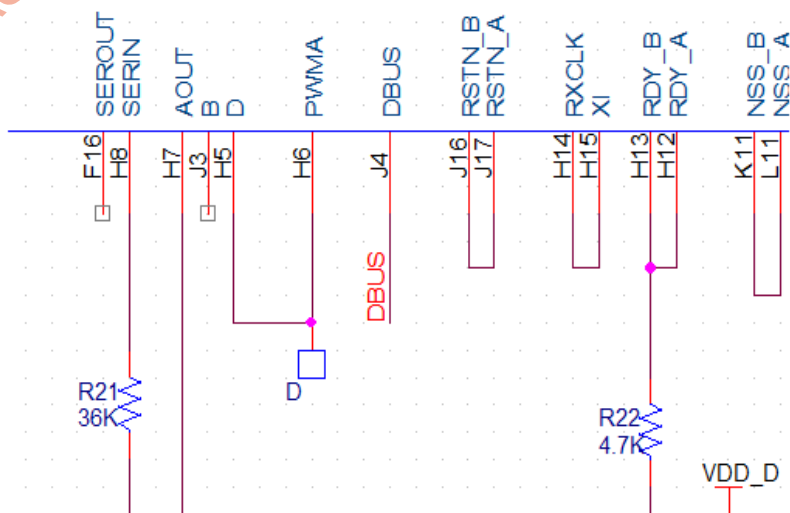 SEROUT
SERIN
AOUT
B
D
PWMA
DBUS
RSTN_B
RSTN_A
RXCLK
XI
RDY_B
RDY_A
NSS_B
NSS_A
F16
H8
H7
J3
H5
H6
J4
J16
J17
H14
H15
H13
H12
K11
L11
DBUS
D
R21
36K
R22
4.7K
VDD_D